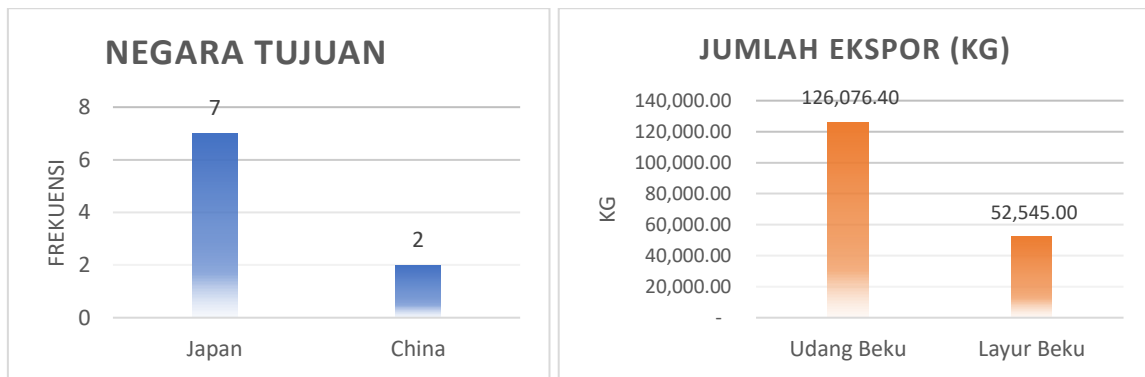 NEGARA TUJUAN
FREKUENSI
8
6
4
2
0
7
2
Japan
China
JUMLAH EKSPOR (KG)
KG
140,000.00
120,000.00
100,000.00
80,000.00
60,000.00
40,000.00
20,000.00
-
126,076.40
52,545.00
Udang Beku
Layur Beku